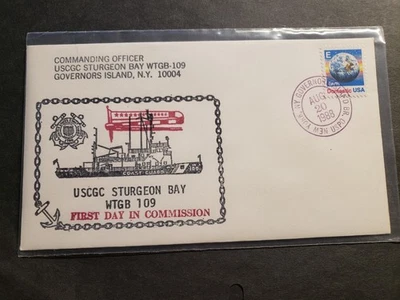 COMMANDING OFFICER
USCGC STURGEON BAY WTGB-109
GOVERNORS ISLAND, N.Y. 10004
E
Earth
Domestic USA
AUG
20
1988
COAST GUARD
USCGC STURGEON BAY
WTGB 109
FIRST DAY IN COMMISSION